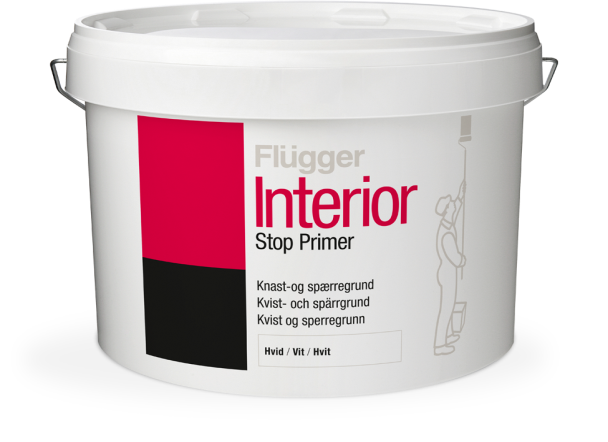 Flügger
Interior
Stop Primer
Knast-og spærregrund
Kvist- och spärrgrund
Kvist og sperregrunn
Hvid / Vit / Hvit